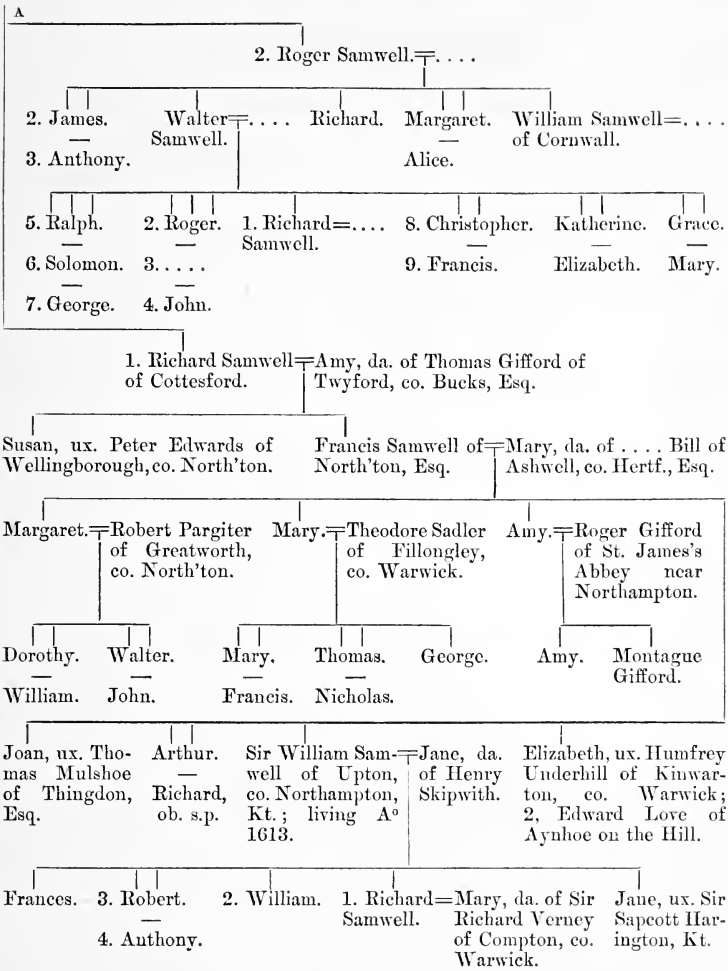 A
2. Roger Samwell.=. . . .
2. James. Walter=. . . . Richard. Margaret. William Samwell=. . . .
Samwell. — of Cornwall.
3. Anthony. Alice.
5. Ralph. 2. Roger. 1. Richard=. . . . 8. Christopher. Katherine. Grace.
— — Samwell. — — —
6. Solomon. 3. . . . . 9. Francis. Elizabeth. Mary.
— —
7. George. 4. John.
1. Richard Samwell=Amy, da. of Thomas Gifford of
of Cottesford. Twyford, co. Bucks, Esq.
Susan, ux. Peter Edwards of Francis Samwell of=Mary, da. of . . . . Bill of
Wellingborough, co. North'ton. North'ton, Esq. Ashwell, co. Hertf., Esq.
Margaret.=Robert Pargiter Mary.=Theodore Sadler Amy.=Roger Gifford
of Greatworth, of Fillongley, of St. James's
co. North'ton. co. Warwick. Abbey near
Northampton.
Dorothy. Walter. Mary. Thomas. George. Amy. Montague
— — — — Gifford.
William. John. Francis. Nicholas.
Joan, ux. Tho- Arthur. Sir William Sam-=Jane, da. Elizabeth, ux. Humfrey
mas Mulshoe — well of Upton, of Henry Underhill of Kinwar-
of Thingdon, Richard, co. Northampton, Skipwith. ton, co. Warwick;
Esq. ob. s.p. Kt.; living Aº 2, Edward Love of
1613. Aynhoe on the Hill.
Frances. 3. Robert. 2. William. 1. Richard=Mary, da. of Sir Jane, ux. Sir
— Samwell. Richard Verney Sapcott Har-
4. Anthony. of Compton, co. ington, Kt.
Warwick.